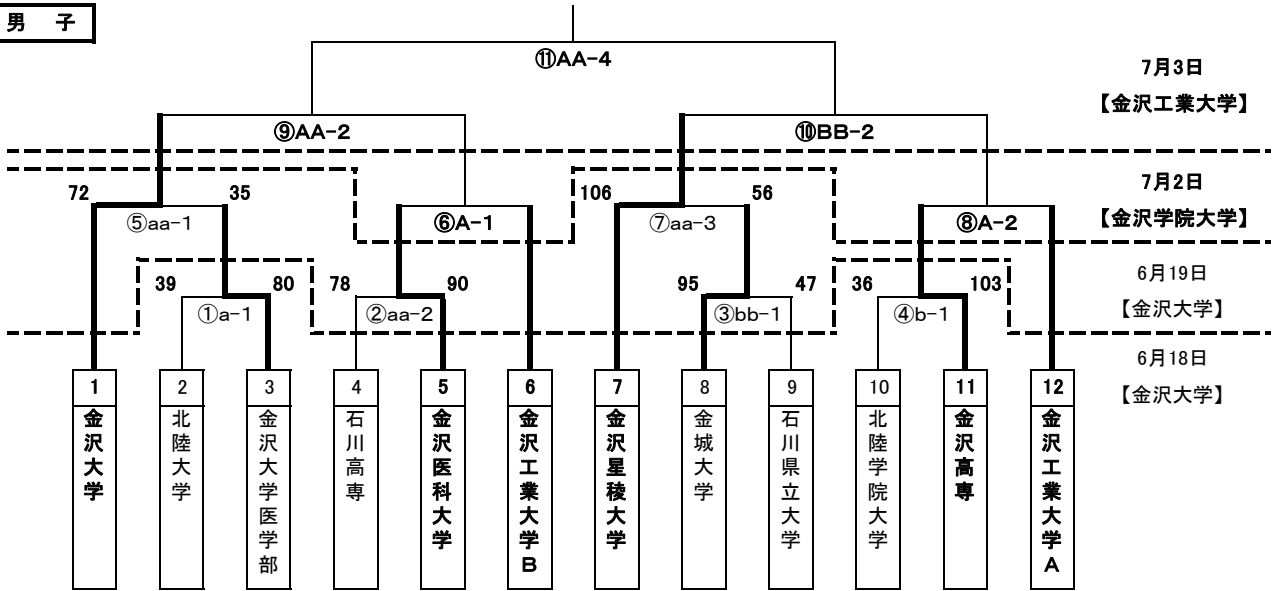 男 子
⑪AA-4
7月3日
【金沢工業大学】
⑨AA-2
⑩BB-2
7月2日
【金沢学院大学】
72
35
106
56
⑤aa-1
⑥A-1
⑦aa-3
⑧A-2
6月19日
【金沢大学】
39
80
78
90
95
47
36
103
①a-1
②aa-2
③bb-1
④b-1
6月18日
【金沢大学】
1
金沢大学
2
北陸大学
3
金沢大学医学部
4
石川高専
5
金沢医科大学
6
金沢工業大学B
7
金沢星稜大学
8
金城大学
9
石川県立大学
10
北陸学院大学
11
金沢高専
12
金沢工業大学A